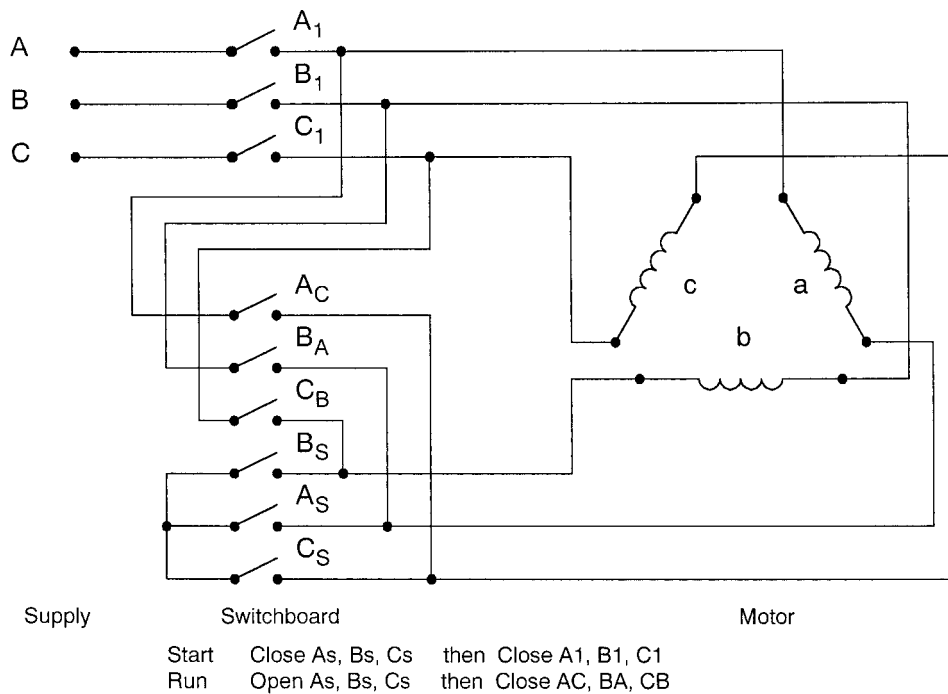 A
A1
B
B1
C
C1
AC
c
a
BA
b
CB
BS
AS
CS
Supply Switchboard Motor
Start Close As, Bs, Cs then Close A1, B1, C1
Run Open As, Bs, Cs then Close AC, BA, CB